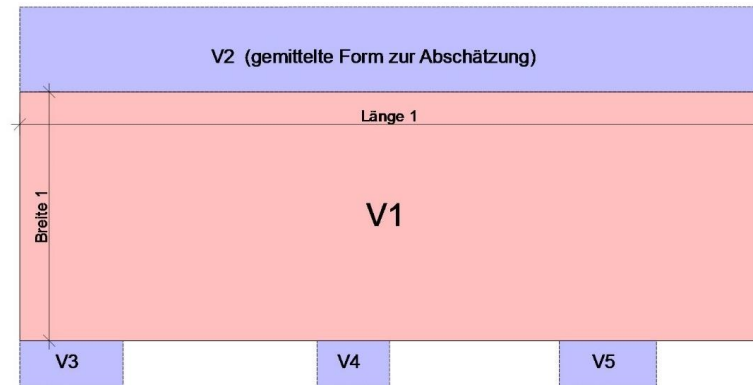 V2 (gemittelte Form zur Abschätzung)
Länge 1
Breite 1
V1
V3
V4
V5